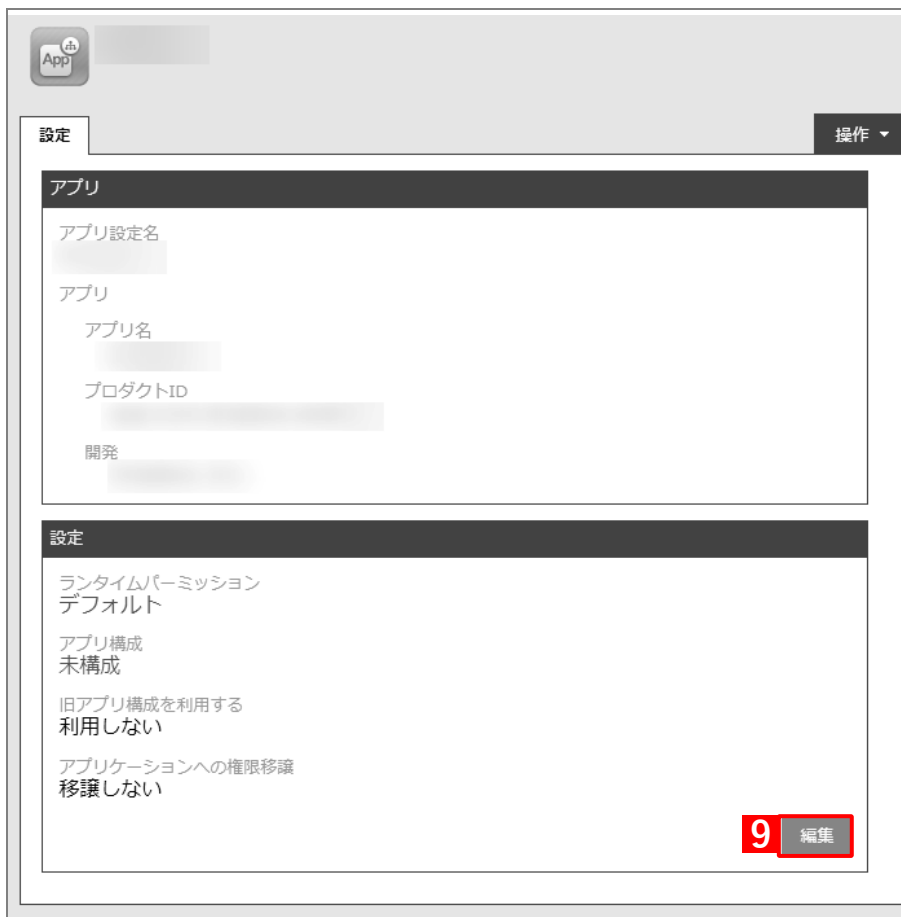 App
設定
操作
アプリ
アプリ設定名
アプリ
アプリ名
プロダクトID
開発
設定
ランタイムパーミッション
デフォルト
アプリ構成
未構成
旧アプリ構成を利用する
利用しない
アプリケーションへの権限移譲
移譲しない
9 編集